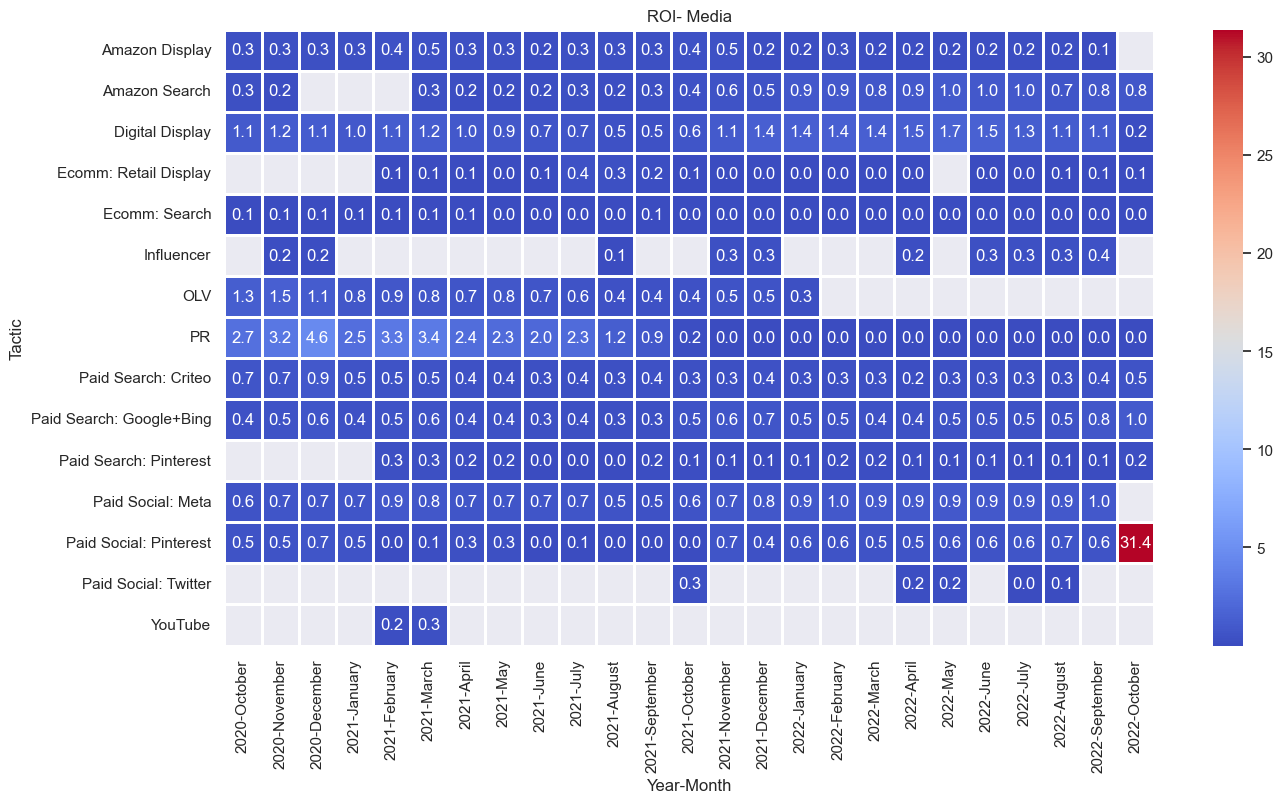 ROI- Media
Amazon Display 0.3 0.3 0.3 0.3 0.4 0.5 0.3 0.3 0.2 0.3 0.3 0.3 0.4 0.5 0.2 0.2 0.3 0.2 0.2 0.2 0.2 0.2 0.2 0.1
Amazon Search 0.3 0.2 0.3 0.2 0.2 0.2 0.3 0.2 0.3 0.4 0.6 0.5 0.9 0.9 0.8 0.9 1.0 1.0 1.0 0.7 0.8 0.8
Digital Display 1.1 1.2 1.1 1.0 1.1 1.2 1.0 0.9 0.7 0.7 0.5 0.5 0.6 1.1 1.4 1.4 1.4 1.4 1.5 1.7 1.5 1.3 1.1 1.1 0.2
Ecomm: Retail Display 0.1 0.1 0.1 0.0 0.1 0.4 0.3 0.2 0.1 0.0 0.0 0.0 0.0 0.0 0.0 0.0 0.0 0.1 0.1 0.1
Ecomm: Search 0.1 0.1 0.1 0.1 0.1 0.1 0.1 0.0 0.0 0.0 0.0 0.1 0.0 0.0 0.0 0.0 0.0 0.0 0.0 0.0 0.0 0.0 0.0 0.0 0.0
Influencer 0.2 0.2 0.1 0.3 0.3 0.2 0.3 0.3 0.3 0.4
OLV 1.3 1.5 1.1 0.8 0.9 0.8 0.7 0.8 0.7 0.6 0.4 0.4 0.4 0.5 0.5 0.3
PR 2.7 3.2 4.6 2.5 3.3 3.4 2.4 2.3 2.0 2.3 1.2 0.9 0.2 0.0 0.0 0.0 0.0 0.0 0.0 0.0 0.0 0.0 0.0 0.0 0.0
Paid Search: Criteo 0.7 0.7 0.9 0.5 0.5 0.5 0.4 0.4 0.3 0.4 0.3 0.4 0.3 0.3 0.4 0.3 0.3 0.3 0.2 0.3 0.3 0.3 0.3 0.4 0.5
Paid Search: Google+Bing 0.4 0.5 0.6 0.4 0.5 0.6 0.4 0.4 0.3 0.4 0.3 0.3 0.5 0.6 0.7 0.5 0.5 0.4 0.4 0.5 0.5 0.5 0.5 0.8 1.0
Paid Search: Pinterest 0.3 0.3 0.2 0.2 0.0 0.0 0.0 0.2 0.1 0.1 0.1 0.1 0.2 0.2 0.1 0.1 0.1 0.1 0.1 0.1 0.2
Paid Social: Meta 0.6 0.7 0.7 0.7 0.9 0.8 0.7 0.7 0.7 0.7 0.5 0.5 0.6 0.7 0.8 0.9 1.0 0.9 0.9 0.9 0.9 0.9 0.9 1.0
Paid Social: Pinterest 0.5 0.5 0.7 0.5 0.0 0.1 0.3 0.3 0.0 0.1 0.0 0.0 0.0 0.7 0.4 0.6 0.6 0.5 0.5 0.6 0.6 0.6 0.7 0.6 31.4
Paid Social: Twitter 0.3 0.2 0.2 0.0 0.1
YouTube 0.2 0.3
Tactic
2020-October
2020-November
2020-December
2021-January
2021-February
2021-March
2021-April
2021-May
2021-June
2021-July
2021-August
2021-September
2021-October
2021-November
2021-December
2022-January
2022-February
2022-March
2022-April
2022-May
2022-June
2022-July
2022-August
2022-September
2022-October
Year-Month
30
25
20
15
10
5